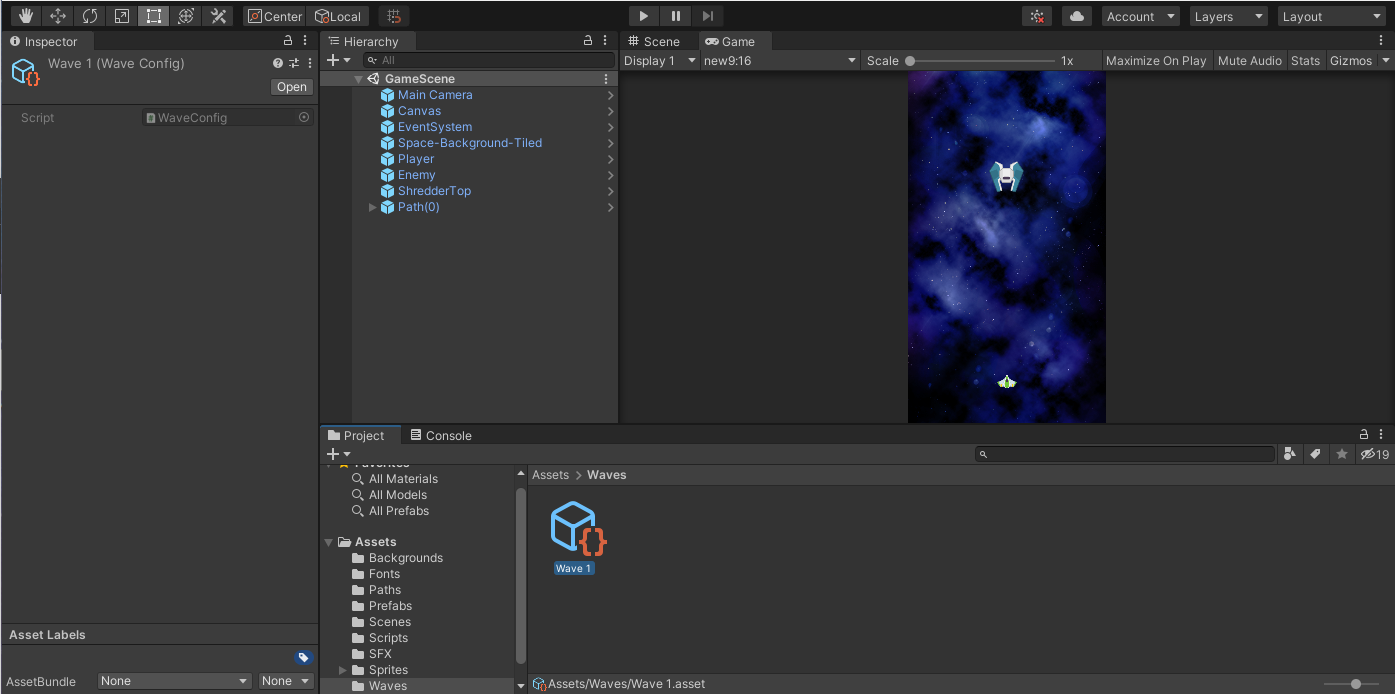 Center
Local
Account
Layers
Layout
Inspector
Wave 1 (Wave Config)
Open
Script
WaveConfig
Asset Labels
AssetBundle
None
None
Hierarchy
All
GameScene
Main Camera
Canvas
EventSystem
Space-Background-Tiled
Player
Enemy
ShredderTop
Path(0)
Scene
Game
Display 1
new9:16
Scale
1x
Maximize On Play
Mute Audio
Stats
Gizmos
Project
Console
19
Favorites
All Materials
All Models
All Prefabs
Assets
Backgrounds
Fonts
Paths
Prefabs
Scenes
Scripts
SFX
Sprites
Waves
Assets > Waves
Wave 1
Assets/Waves/Wave 1.asset